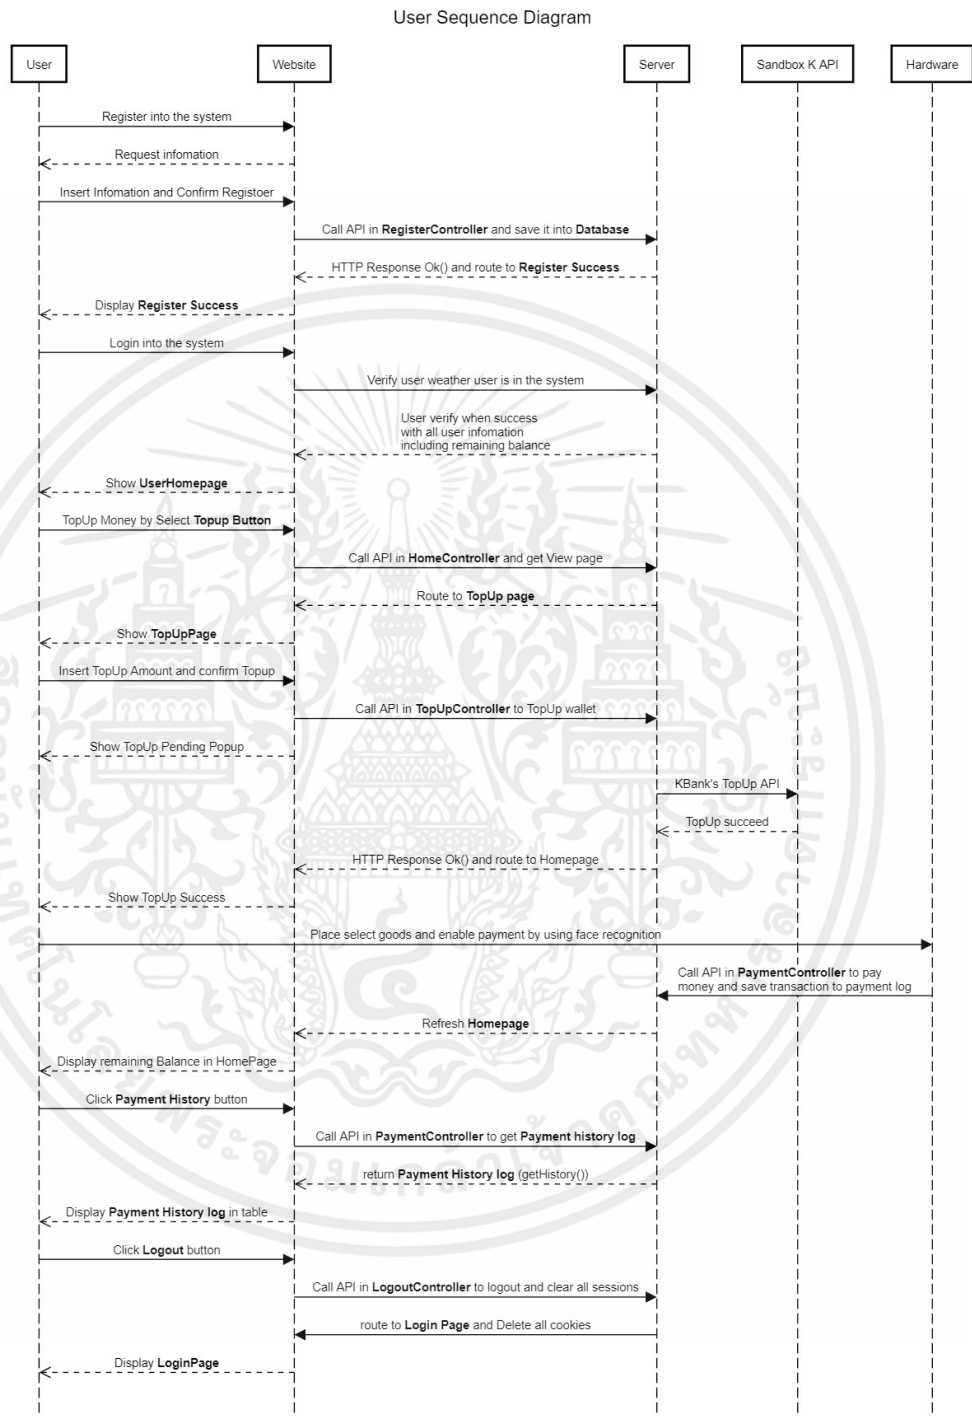 User Sequence Diagram
User
Website
Server
Sandbox K API
Hardware
Register into the system
Request infomation
Insert Infomation and Confirm Registoer
Call API in RegisterController and save it into Database
HTTP Response Ok() and route to Register Success
Display Register Success
Login into the system
Verify user weather user is in the system
User verify when success
with all user infomation
including remaining balance
Show UserHomepage
TopUp Money by Select Topup Button
Call API in HomeController and get View page
Route to TopUp page
Show TopUpPage
Insert TopUp Amount and confirm Topup
Call API in TopUpController to TopUp wallet
Show TopUp Pending Popup
KBank's TopUp API
TopUp succeed
HTTP Response Ok() and route to Homepage
Show TopUp Success
Place select goods and enable payment by using face recognition
Call API in PaymentController to pay
money and save transaction to payment log
Refresh Homepage
Display remaining Balance in HomePage
Click Payment History button
Call API in PaymentController to get Payment history log
return Payment History log (getHistory())
Display Payment History log in table
Click Logout button
Call API in LogoutController to logout and clear all sessions
route to Login Page and Delete all cookies
Display LoginPage